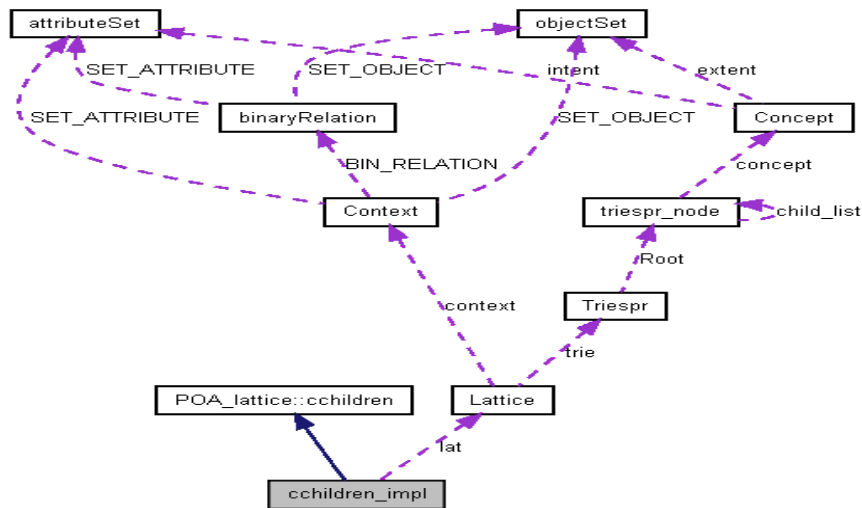 attributeSet
objectSet
SET_ATTRIBUTE
SET_OBJECT
intent
extent
SET_ATTRIBUTE
binaryRelation
SET_OBJECT
Concept
BIN_RELATION
concept
Context
triespr_node
child_list
Root
context
Triespr
trie
POA_lattice::cchildren
Lattice
lat
cchildren_impl